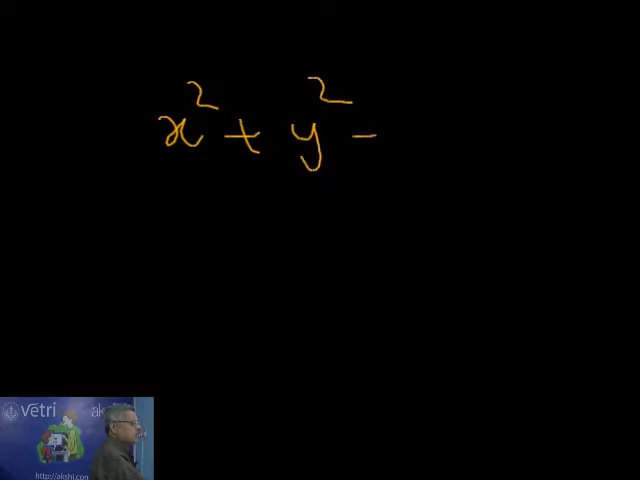 x² + y² –
vetri
http://akshi.com